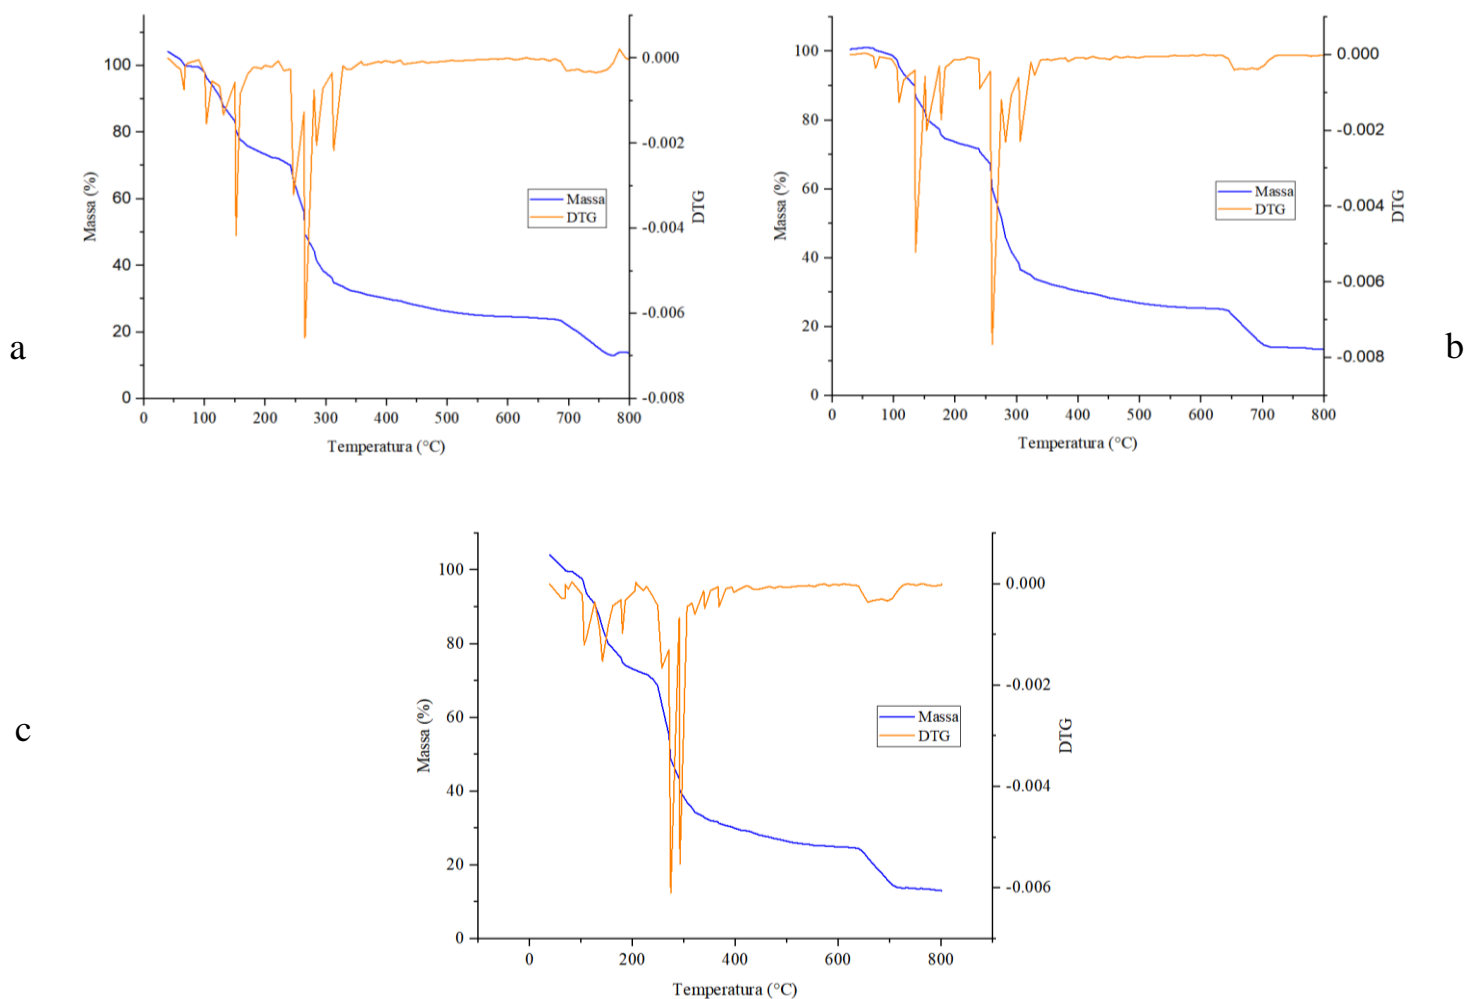 a
Massa (%)
100
80
60
40
20
0
0 100 200 300 400 500 600 700 800
Temperatura (°C)
Massa
DTG
0.000
-0.002
-0.004
-0.006
-0.008
DTG
b
Massa (%)
100
80
60
40
20
0
0 100 200 300 400 500 600 700 800
Temperatura (°C)
Massa
DTG
0.000
-0.002
-0.004
-0.006
-0.008
DTG
c
Massa (%)
100
80
60
40
20
0
0 200 400 600 800
Temperatura (°C)
Massa
DTG
0.000
-0.002
-0.004
-0.006
DTG